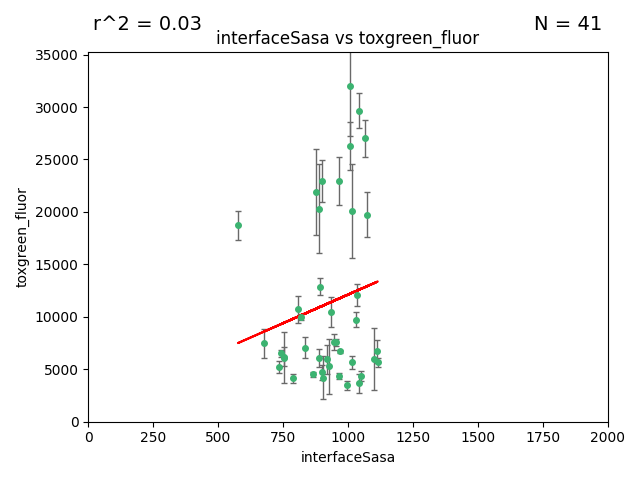 r^2 = 0.03
N = 41
interfaceSasa vs toxgreen_fluor
toxgreen_fluor
35000
30000
25000
20000
15000
10000
5000
0
0 250 500 750 1000 1250 1500 1750 2000
interfaceSasa